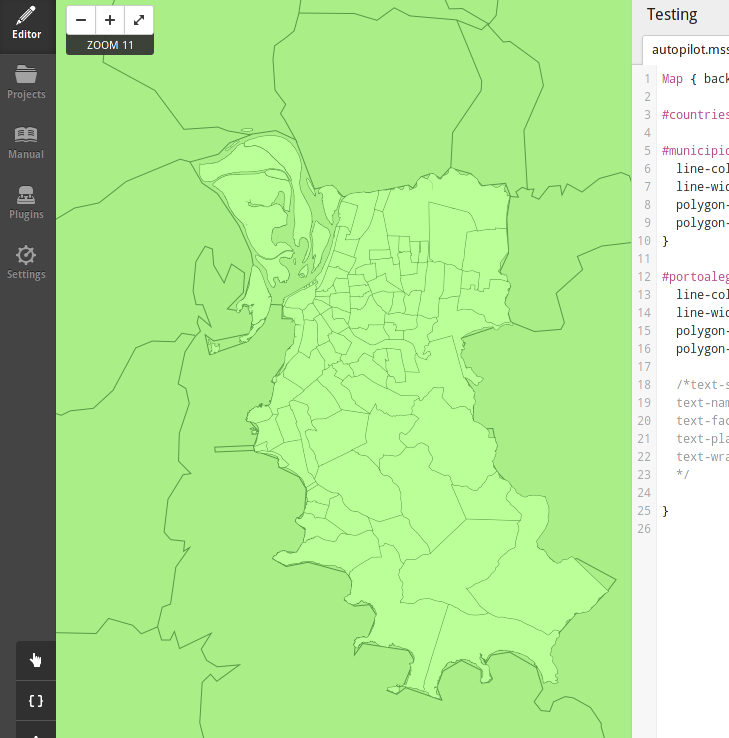 Editor
Projects
Manual
Plugins
Settings
ZOOM 11
Testing
autopilot.mss
1 Map { back
2
3 #countries
4
5 #municipic
6 line-col
7 line-wid
8 polygon-
9 polygon-
10 }
11
12 #portoaleg
13 line-col
14 line-wid
15 polygon-
16 polygon-
17
18 /*text-s
19 text-nam
20 text-fac
21 text-pla
22 text-wra
23 */
24
25 }
26
{ }